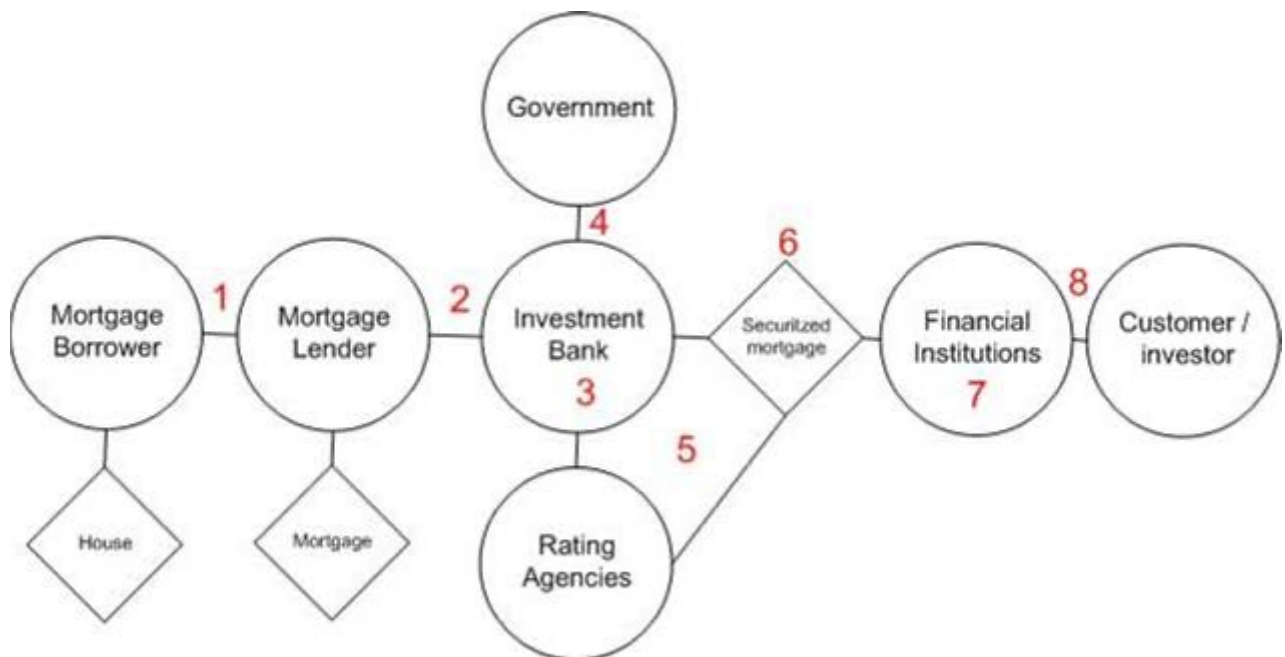 Government
4
6
1
2
8
Mortgage
Borrower
Mortgage
Lender
Investment
Bank
3
Securitzed
mortgage
Financial
Institutions
7
Customer /
investor
5
House
Mortgage
Rating
Agencies